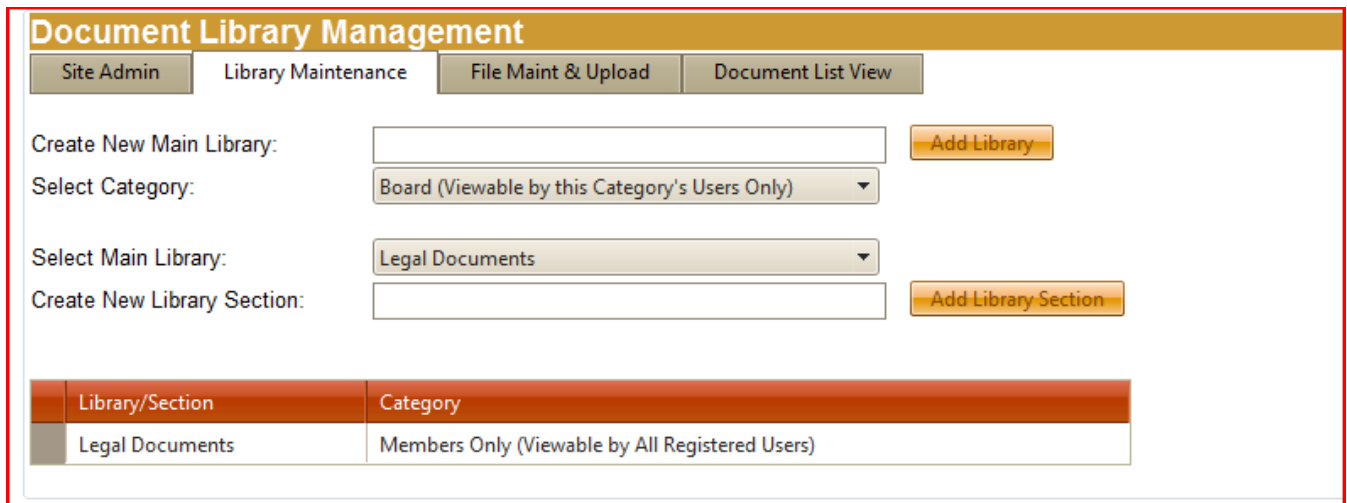 Document Library Management
Site Admin Library Maintenance File Maint & Upload Document List View
Create New Main Library: Add Library
Select Category: Board (Viewable by this Category's Users Only)
Select Main Library: Legal Documents
Create New Library Section: Add Library Section
Library/Section Category
Legal Documents Members Only (Viewable by All Registered Users)